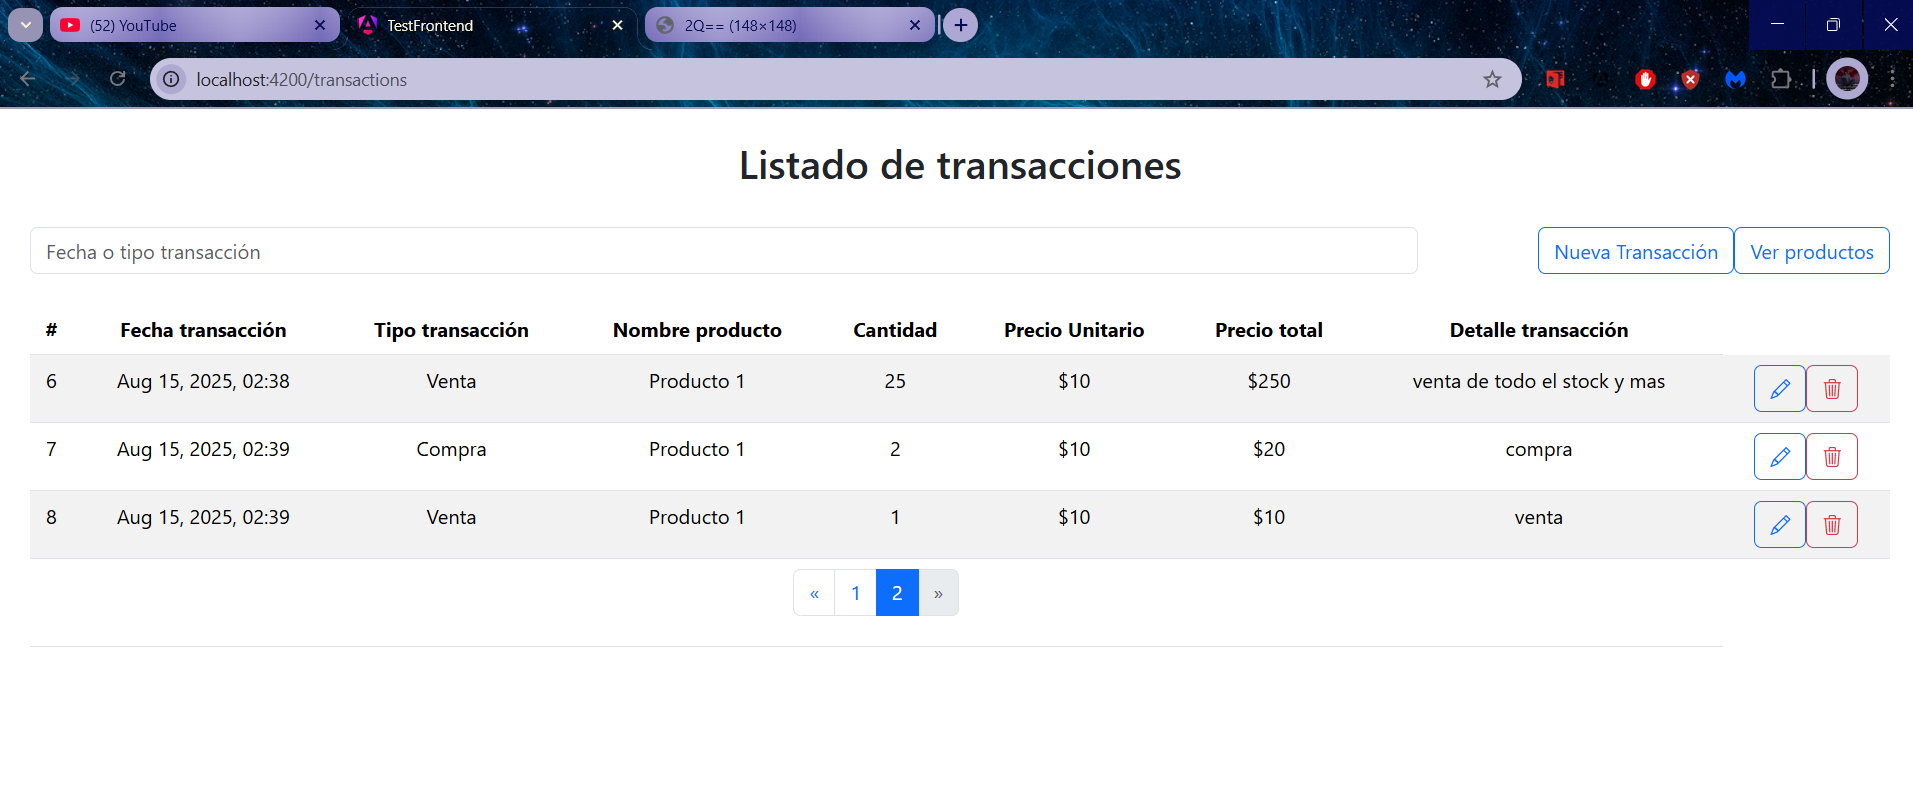 (52) YouTube
TestFrontend
2Q== (148×148)
localhost:4200/transactions
Listado de transacciones
Fecha o tipo transacción
Nueva Transacción
Ver productos
# Fecha transacción Tipo transacción Nombre producto Cantidad Precio Unitario Precio total Detalle transacción
6 Aug 15, 2025, 02:38 Venta Producto 1 25 $10 $250 venta de todo el stock y mas
7 Aug 15, 2025, 02:39 Compra Producto 1 2 $10 $20 compra
8 Aug 15, 2025, 02:39 Venta Producto 1 1 $10 $10 venta
« 1 2 »